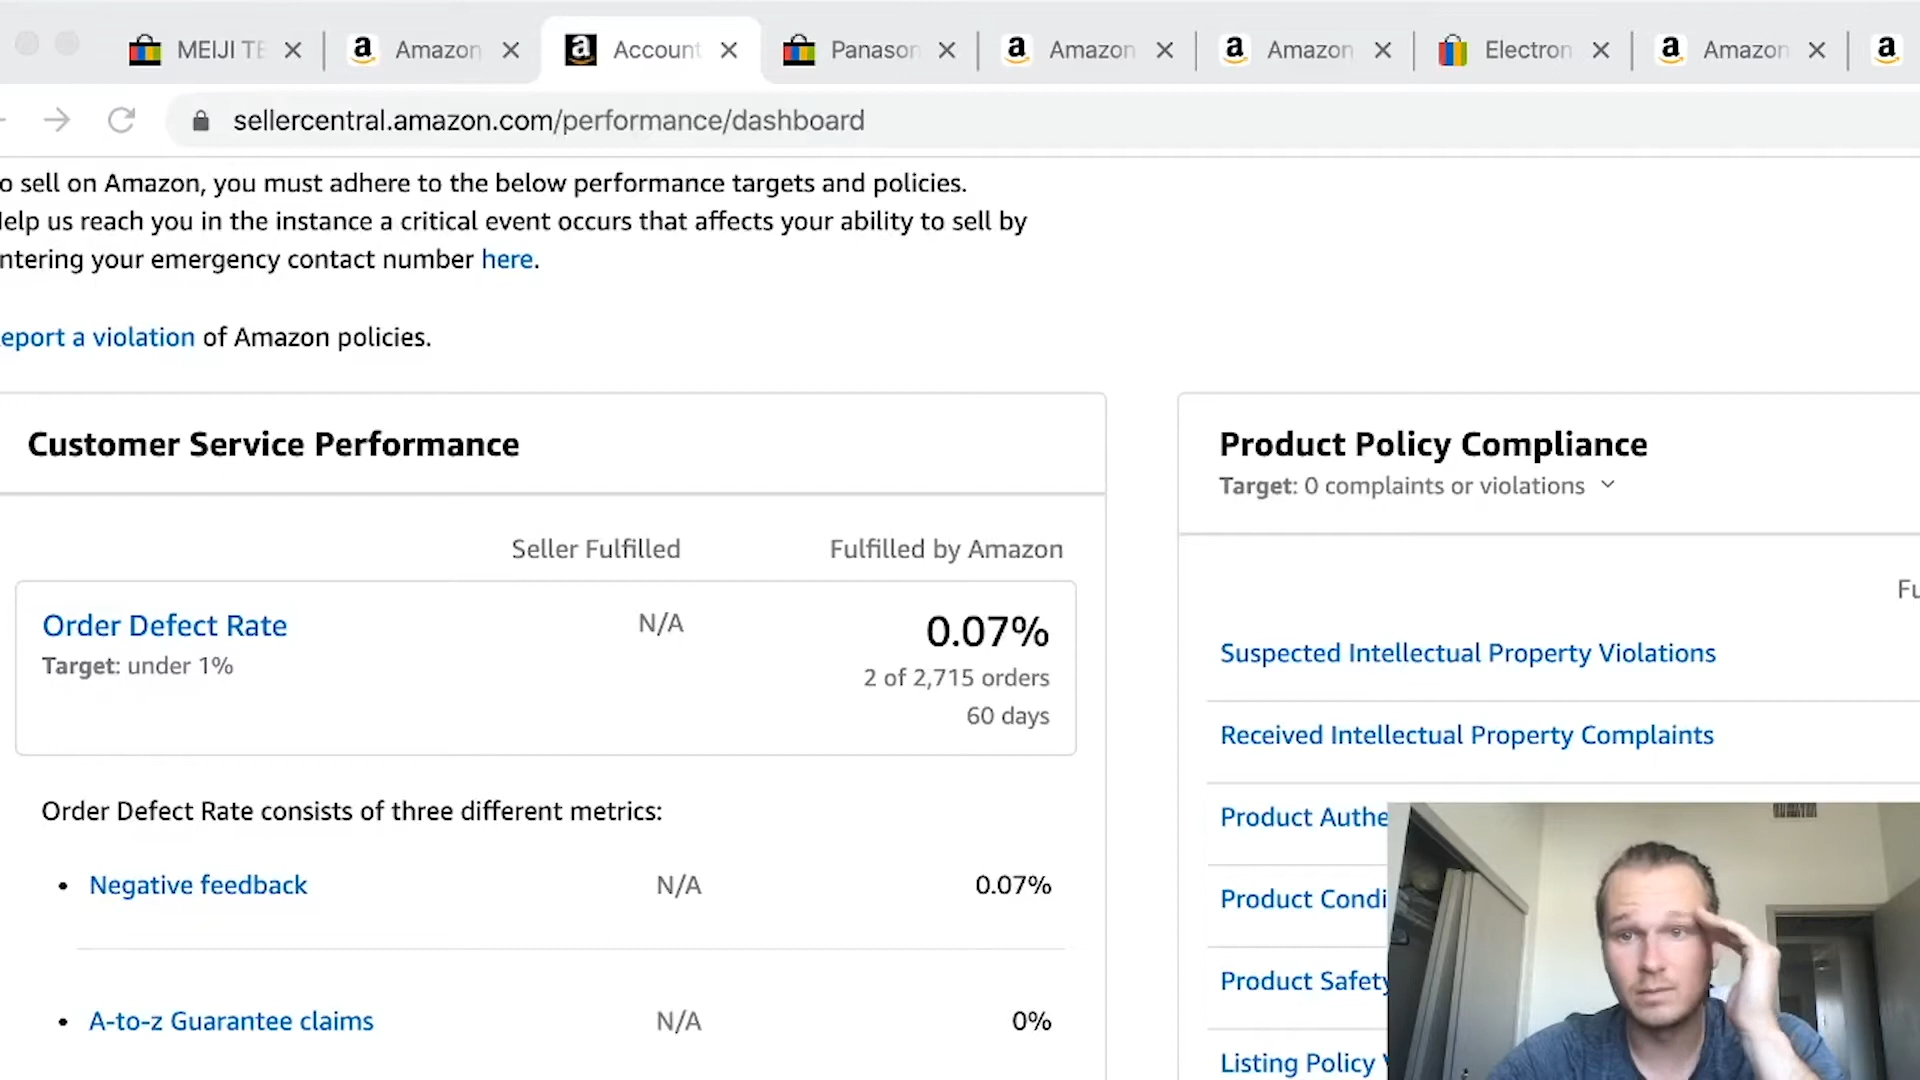 MEIJI TE
Amazon
Account
Panason
Amazon
Amazon
Electron
Amazon
sellercentral.amazon.com/performance/dashboard
o sell on Amazon, you must adhere to the below performance targets and policies.
elp us reach you in the instance a critical event occurs that affects your ability to sell by
ntering your emergency contact number here.
eport a violation of Amazon policies.
Customer Service Performance
Seller Fulfilled Fulfilled by Amazon
Order Defect Rate N/A 0.07%
Target: under 1%
2 of 2,715 orders
60 days
Order Defect Rate consists of three different metrics:
• Negative feedback N/A 0.07%
• A-to-z Guarantee claims N/A 0%
Product Policy Compliance
Target: 0 complaints or violations
Fu
Suspected Intellectual Property Violations
Received Intellectual Property Complaints
Product Authe
Product Condi
Product Safety
Listing Policy